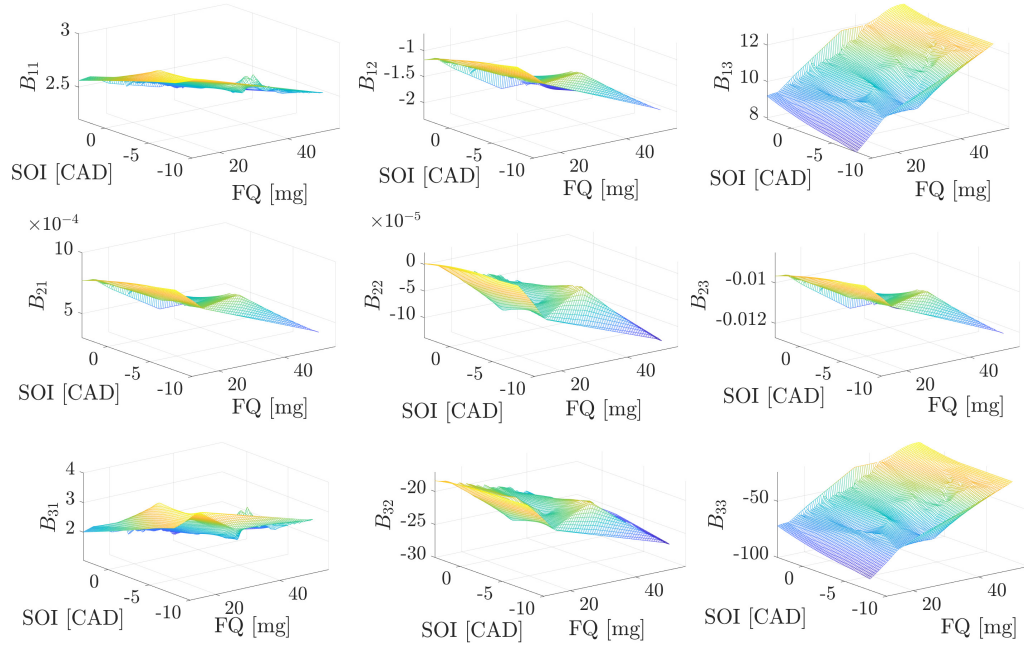 3
2.5
B11
0
-5
-10
SOI [CAD]
20
40
FQ [mg]
-1
-1.5
-2
B12
0
-5
-10
SOI [CAD]
20
40
FQ [mg]
12
10
8
B13
0
-5
-10
SOI [CAD]
20
40
FQ [mg]
×10⁻⁴
10
5
B21
0
-5
-10
SOI [CAD]
20
40
FQ [mg]
×10⁻⁵
0
-5
-10
B22
0
-5
-10
SOI [CAD]
20
40
FQ [mg]
-0.01
-0.012
B23
0
-5
-10
SOI [CAD]
20
40
FQ [mg]
4
3
2
B31
0
-5
-10
SOI [CAD]
20
40
FQ [mg]
-20
-25
-30
B32
0
-5
-10
SOI [CAD]
20
40
FQ [mg]
-50
-100
B33
0
-5
-10
SOI [CAD]
20
40
FQ [mg]